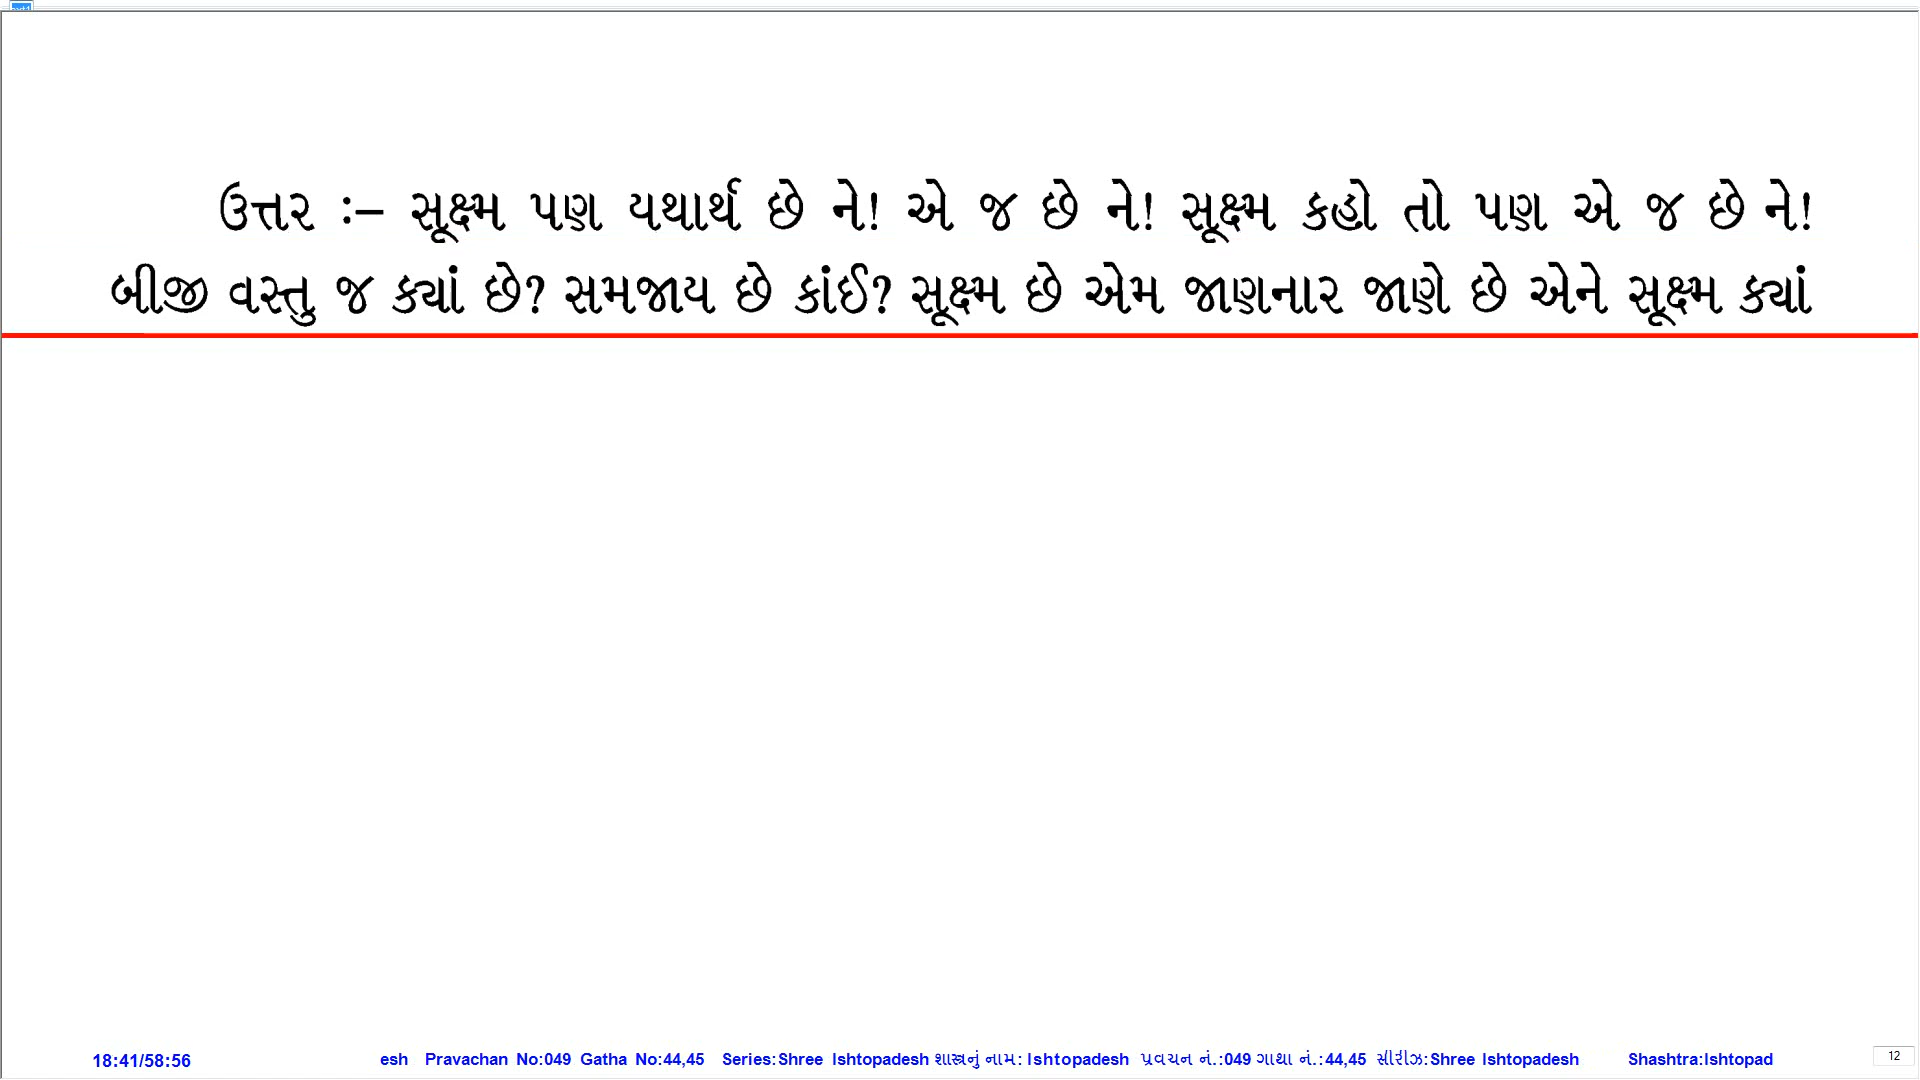 ઉત્તર :– સૂક્ષ્મ પણ યથાર્થ છે ને! એ જ છે ને! સૂક્ષ્મ કહો તો પણ એ જ છે ને!
બીજી વસ્તુ જ ક્યાં છે? સમજાય છે કાંઈ? સૂક્ષ્મ છે એમ જાણનાર જાણે છે એને સૂક્ષ્મ ક્યાં
18:41/58:56 esh Pravachan No:049 Gatha No:44,45 Series:Shree Ishtopadesh શાસ્ત્રનું નામ: Ishtopadesh પ્રવચન નં.:049 ગાથા નં.:44,45 સીરીઝ:Shree Ishtopadesh Shashtra:Ishtopad 12